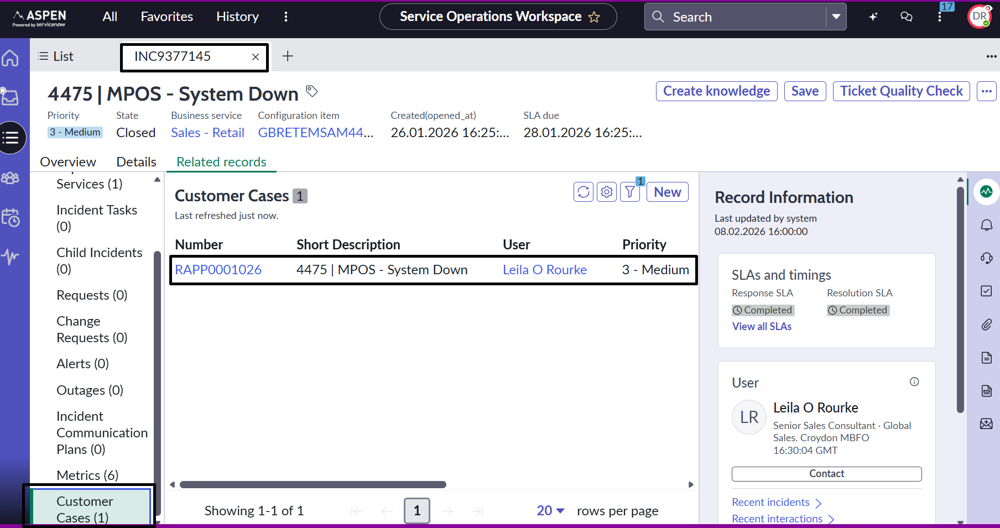 ASPEN
Powered by servicenow
All
Favorites
History
Service Operations Workspace
Search
17
DR
List
INC9377145
4475 | MPOS - System Down
Create knowledge
Save
Ticket Quality Check
Priority
State
Business service
Configuration item
Created(opened_at)
SLA due
3 - Medium
Closed
Sales - Retail
GBRETEMSAM44...
26.01.2026 16:25:...
28.01.2026 16:25:...
Overview
Details
Related records
Services (1)
Incident Tasks
(0)
Child Incidents
(0)
Requests (0)
Change
Requests (0)
Alerts (0)
Outages (0)
Incident
Communication
Plans (0)
Metrics (6)
Customer
Cases (1)
Customer Cases 1
Last refreshed just now.
1
New
Number
Short Description
User
Priority
RAPP0001026
4475 | MPOS - System Down
Leila O Rourke
3 - Medium
Showing 1-1 of 1
1
20
rows per page
Record Information
Last updated by system
08.02.2026 16:00:00
SLAs and timings
Response SLA
Resolution SLA
Completed
Completed
View all SLAs
User
LR
Leila O Rourke
Senior Sales Consultant · Global
Sales. Croydon MBFO
16:30:04 GMT
Contact
Recent incidents
Recent interactions